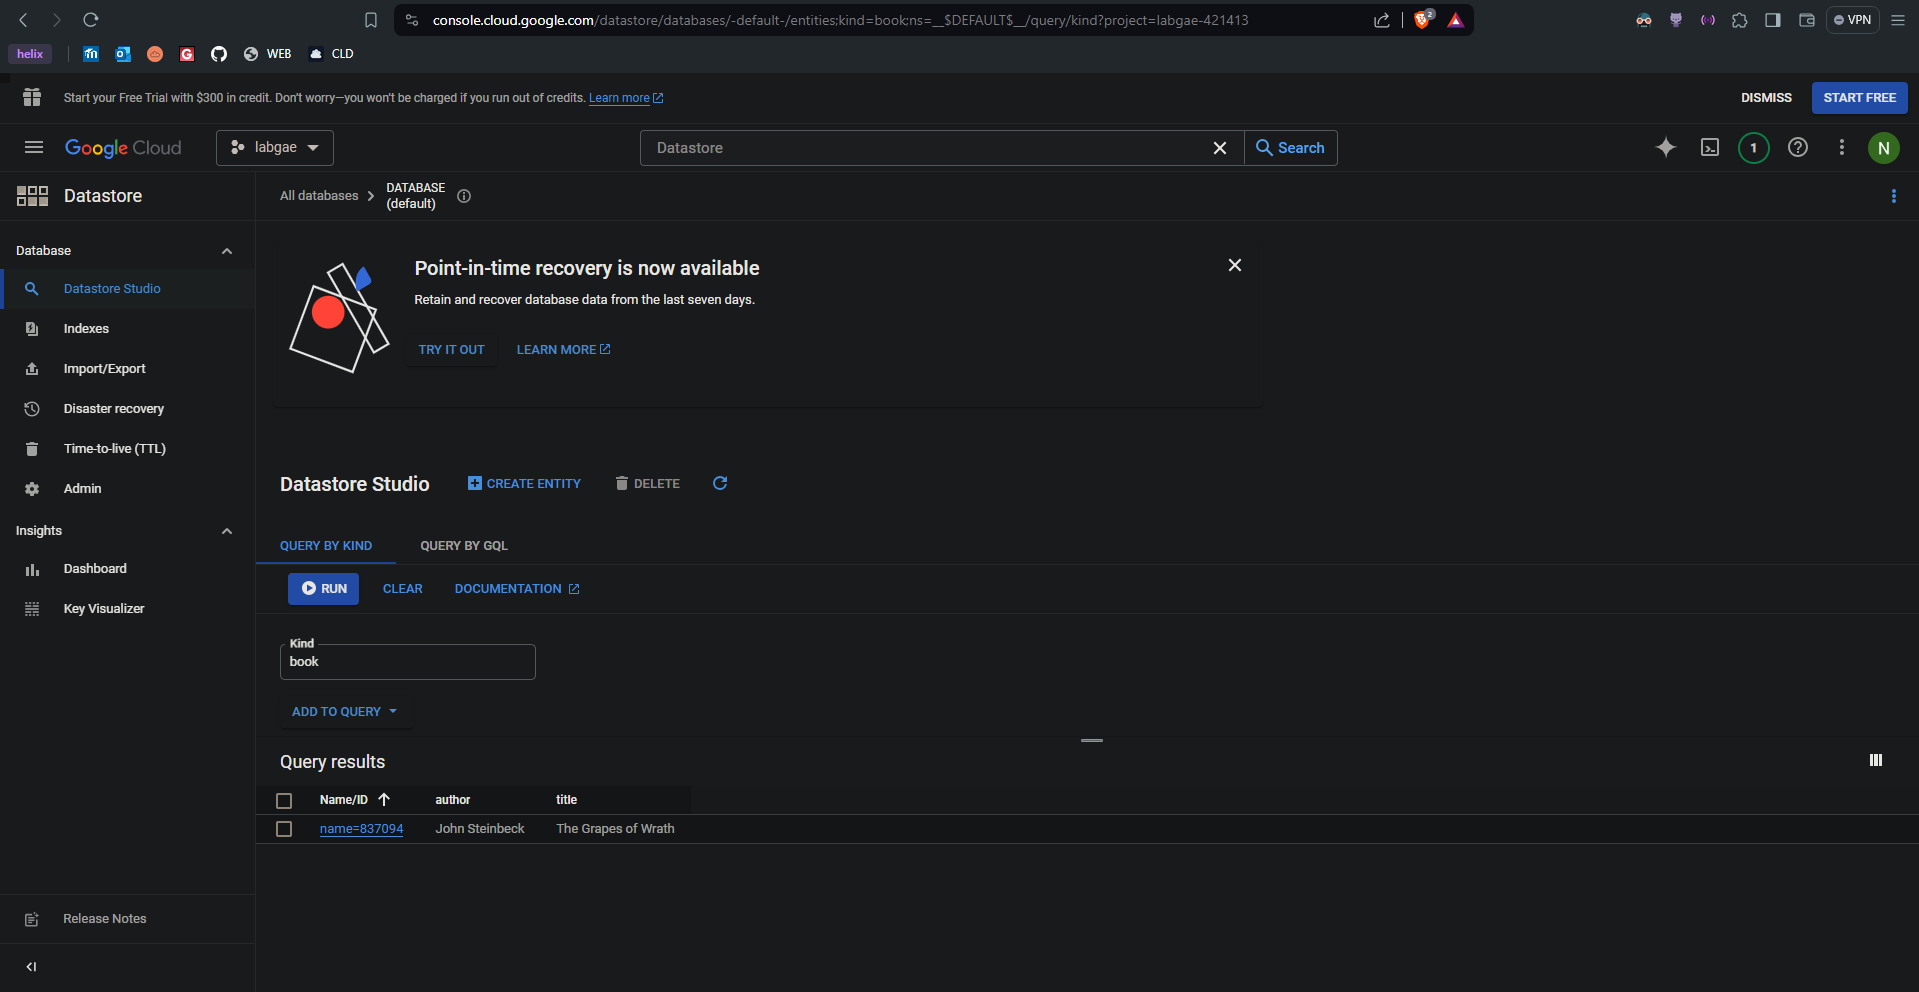 console.cloud.google.com/datastore/databases/-default-/entities;kind=book;ns=__$DEFAULT$__/query/kind?project=labgae-421413
2
VPN
helix
WEB
CLD
Start your Free Trial with $300 in credit. Don't worry—you won't be charged if you run out of credits. Learn more
DISMISS
START FREE
Google Cloud
labgae
Datastore
Search
1
N
Datastore
All databases
DATABASE
(default)
Database
Datastore Studio
Indexes
Import/Export
Disaster recovery
Time-to-live (TTL)
Admin
Insights
Dashboard
Key Visualizer
Release Notes
Point-in-time recovery is now available
Retain and recover database data from the last seven days.
TRY IT OUT
LEARN MORE
Datastore Studio
CREATE ENTITY
DELETE
QUERY BY KIND
QUERY BY GQL
RUN
CLEAR
DOCUMENTATION
Kind
book
ADD TO QUERY
Query results
Name/ID author title
name=837094 John Steinbeck The Grapes of Wrath